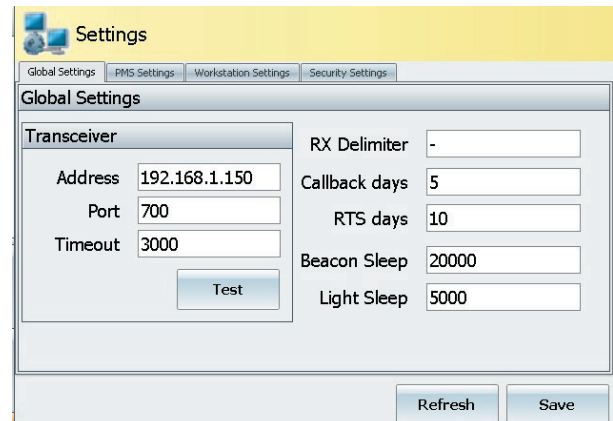 Settings
Global Settings PMS Settings Workstation Settings Security Settings
Global Settings
Transceiver
Address 192.168.1.150
Port 700
Timeout 3000
Test
RX Delimiter -
Callback days 5
RTS days 10
Beacon Sleep 20000
Light Sleep 5000
Refresh Save